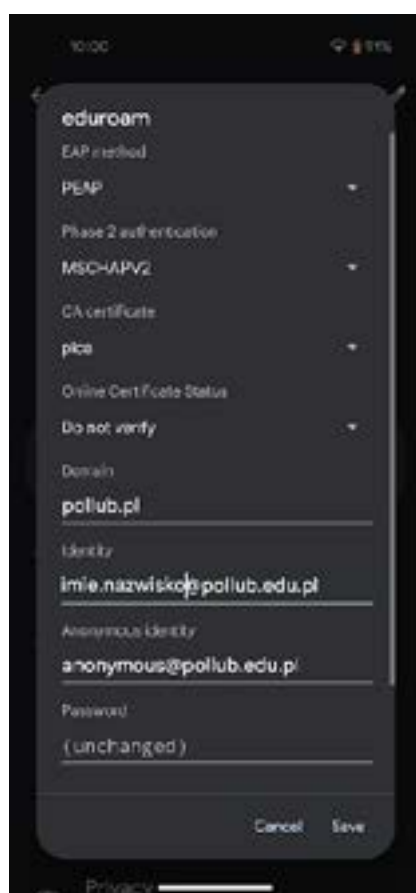 10:00
91%
eduroam
EAP method
PEAP
Phase 2 authentication
MSCHAPV2
CA certificate
plca
Online Certificate Status
Do not verify
Domain
pollub.pl
Identity
imie.nazwisko@pollub.edu.pl
Anonymous identity
anonymous@pollub.edu.pl
Password
(unchanged)
Cancel Save
Privacy